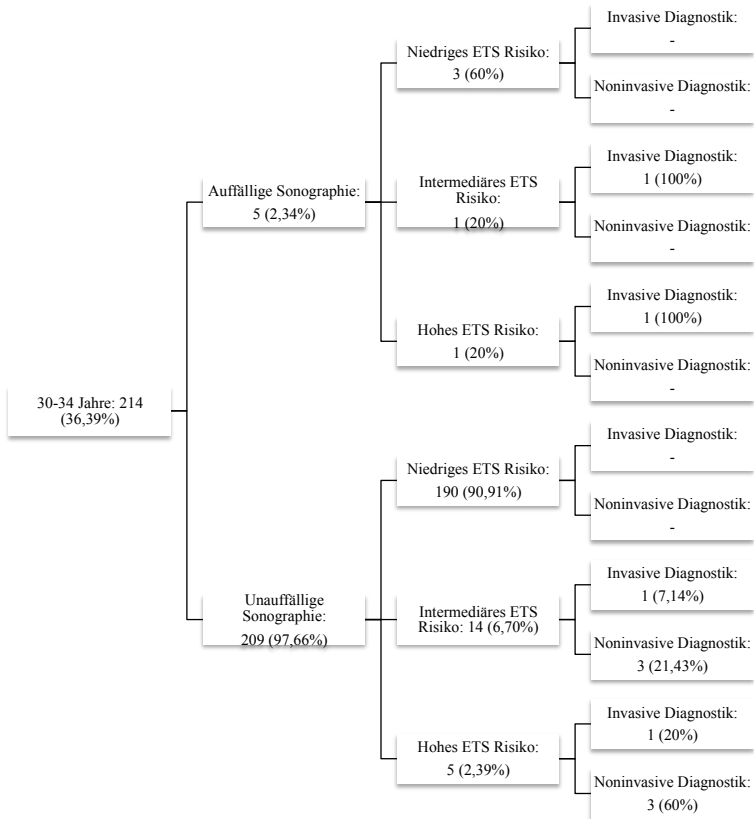 30-34 Jahre: 214
(36,39%)
Auffällige Sonographie:
5 (2,34%)
Niedriges ETS Risiko:
3 (60%)
Invasive Diagnostik:
-
Noninvasive Diagnostik:
-
Intermediäres ETS
Risiko:
1 (20%)
Invasive Diagnostik:
1 (100%)
Noninvasive Diagnostik:
-
Hohes ETS Risiko:
1 (20%)
Invasive Diagnostik:
1 (100%)
Noninvasive Diagnostik:
-
Unauffällige
Sonographie:
209 (97,66%)
Niedriges ETS Risiko:
190 (90,91%)
Invasive Diagnostik:
-
Noninvasive Diagnostik:
-
Intermediäres ETS
Risiko: 14 (6,70%)
Invasive Diagnostik:
1 (7,14%)
Noninvasive Diagnostik:
3 (21,43%)
Hohes ETS Risiko:
5 (2,39%)
Invasive Diagnostik:
1 (20%)
Noninvasive Diagnostik:
3 (60%)